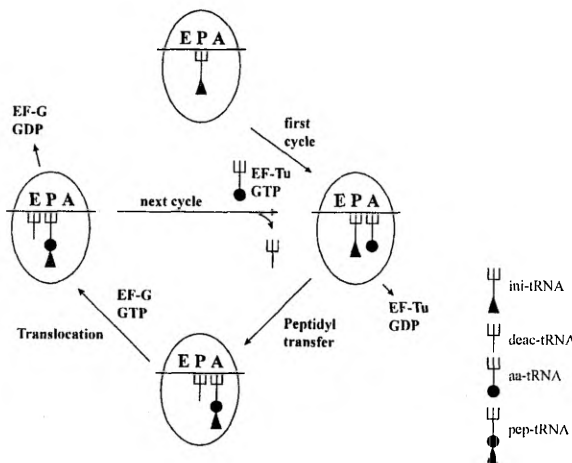 E P A
first
cycle
EF-G
GDP
E P A
EF-Tu
GTP
next cycle
E P A
EF-G
GTP
Translocation
Peptidyl
transfer
EF-Tu
GDP
E P A
ini-tRNA
deac-tRNA
aa-tRNA
pep-tRNA